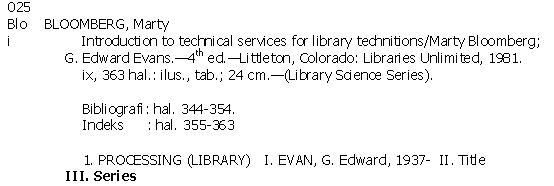 025
Blo BLOOMBERG, Marty
i Introduction to technical services for library technitions/Marty Bloomberg;
G. Edward Evans.—4th ed.—Littleton, Colorado: Libraries Unlimited, 1981.
ix, 363 hal.: ilus., tab.; 24 cm.—(Library Science Series).
Bibliografi : hal. 344-354.
Indeks : hal. 355-363
1. PROCESSING (LIBRARY) I. EVAN, G. Edward, 1937- II. Title
III. Series